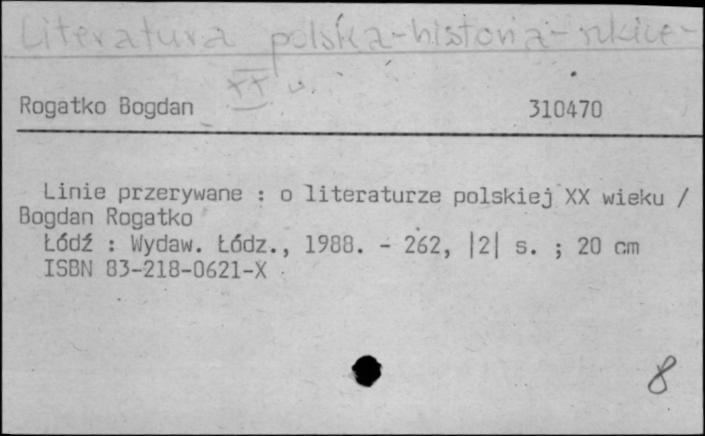 Literatura polska-historia-szkice-
XX w.
Rogatko Bogdan 310470
Linie przerywane : o literaturze polskiej XX wieku /
Bogdan Rogatko
Łódź : Wydaw. Łódz., 1988. - 262, |2| s. ; 20 cm
ISBN 83-218-0621-X
8